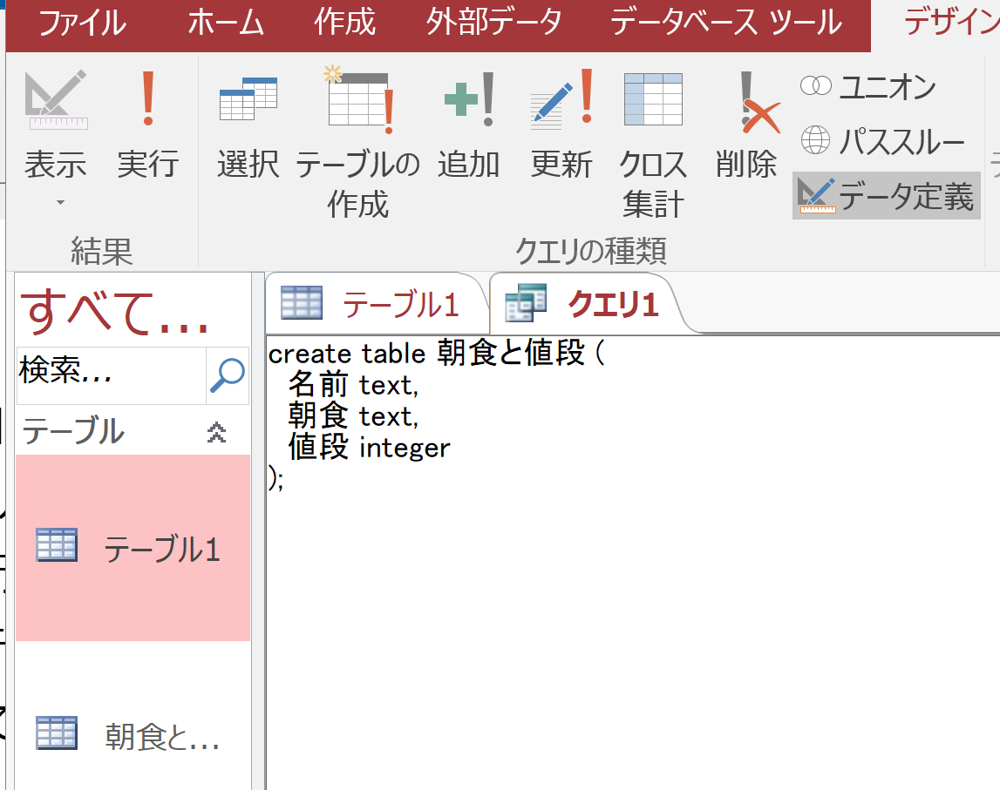 ファイル ホーム 作成 外部データ データベース ツール デザイン
表示 実行 選択 テーブルの作成 追加 更新 クロス集計 削除
ユニオン
パススルー
データ定義
結果 クエリの種類
すべて...
検索...
テーブル
テーブル1
朝食と...
テーブル1 クエリ1
create table 朝食と値段 (
名前 text,
朝食 text,
値段 integer
);